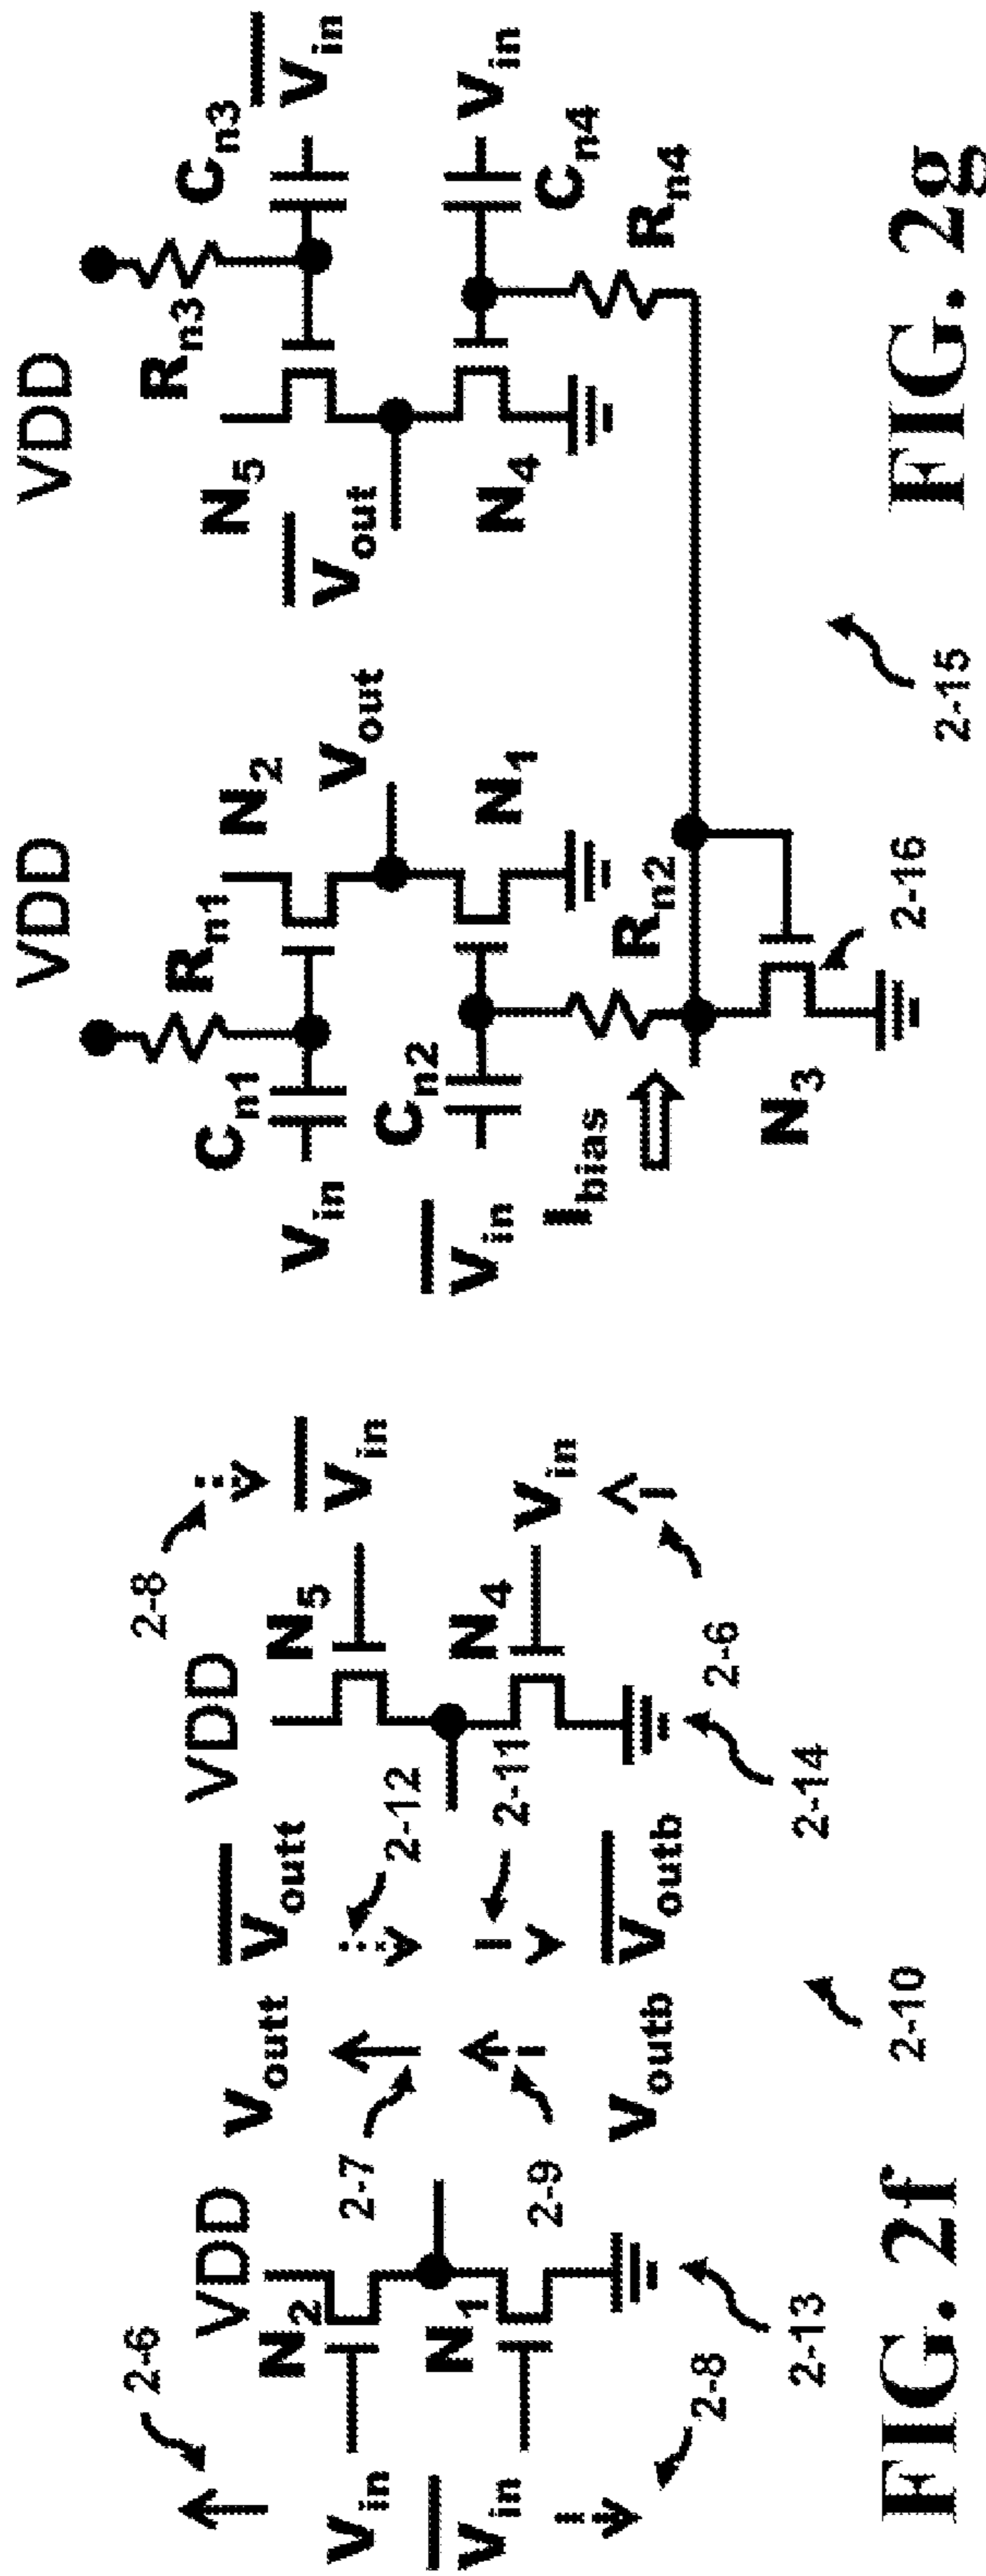 2-6
VDD
N2
N1
Vin
Vin
2-8
2-13
2-7
2-9
Voutt
Voutb
Voutt
Voutb
2-12
2-11
VDD
N5
N4
2-8
Vin
Vin
2-6
2-14
2-10
FIG. 2f
VDD
Rn1
Cn1
Vin
Cn2
Vin
N2
Vout
N1
Ibias
Rn2
N3
2-16
VDD
Rn3
Cn3
Vin
N5
Vout
N4
Vin
Cn4
Rn4
2-15
FIG. 2g